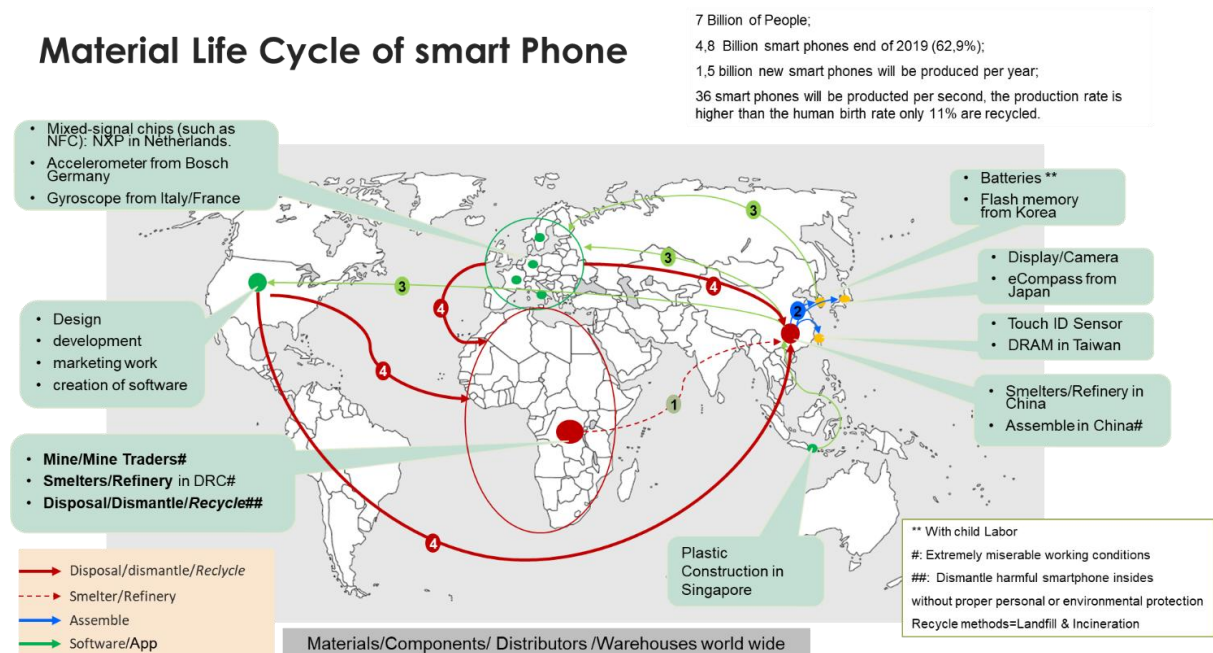 Material Life Cycle of smart Phone
7 Billion of People;
4,8 Billion smart phones end of 2019 (62,9%);
1,5 billion new smart phones will be produced per year;
36 smart phones will be producted per second, the production rate is
higher than the human birth rate only 11% are recycled.
• Mixed-signal chips (such as
NFC): NXP in Netherlands.
• Accelerometer from Bosch
Germany
• Gyroscope from Italy/France
• Batteries **
• Flash memory
from Korea
• Display/Camera
• eCompass from
Japan
• Touch ID Sensor
• DRAM in Taiwan
• Smelters/Refinery in
China
• Assemble in China#
• Design
• development
• marketing work
• creation of software
• Mine/Mine Traders#
• Smelters/Refinery in DRC#
• Disposal/Dismantle/Recycle##
3
3
3
4
4
4
4
2
1
Plastic
Construction in
Singapore
Disposal/dismantle/Reclycle
Smelter/Refinery
Assemble
Software/App
** With child Labor
#: Extremely miserable working conditions
##: Dismantle harmful smartphone insides
without proper personal or environmental protection
Recycle methods=Landfill & Incineration
Materials/Components/ Distributors /Warehouses world wide